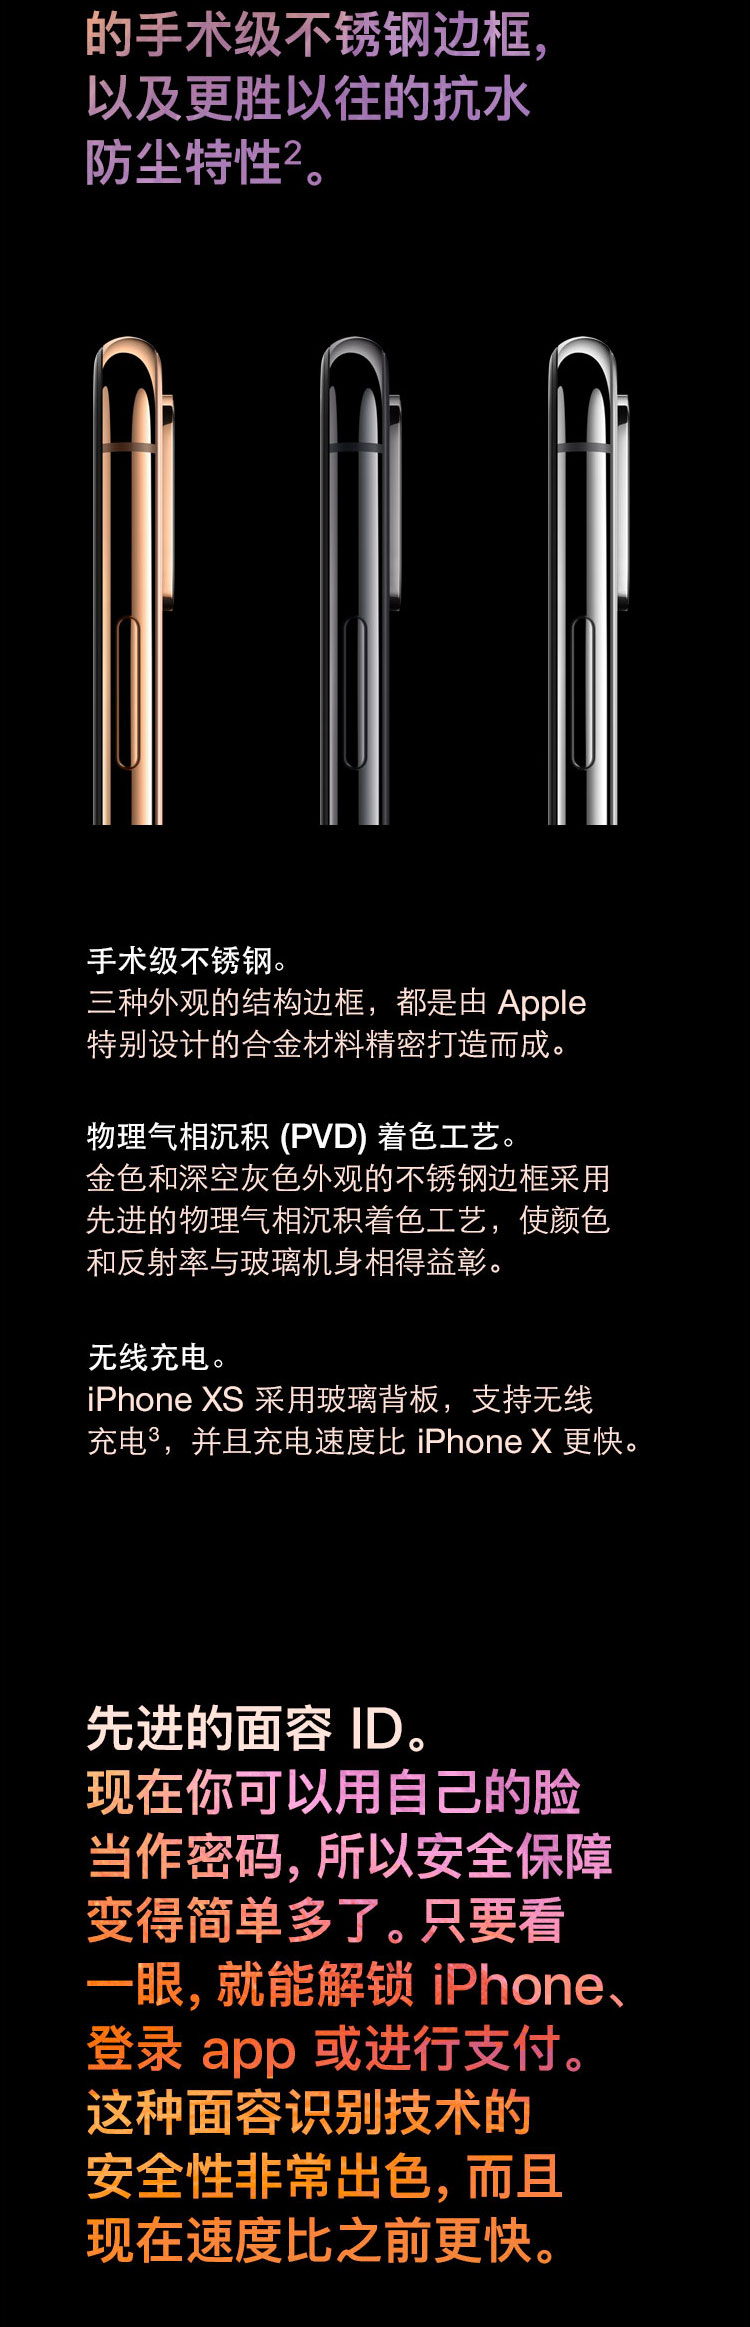 的手术级不锈钢边框，
以及更胜以往的抗水
防尘特性²。
手术级不锈钢。
三种外观的结构边框，都是由 Apple
特别设计的合金材料精密打造而成。
物理气相沉积 (PVD) 着色工艺。
金色和深空灰色外观的不锈钢边框采用
先进的物理气相沉积着色工艺，使颜色
和反射率与玻璃机身相得益彰。
无线充电。
iPhone XS 采用玻璃背板，支持无线
充电³，并且充电速度比 iPhone X 更快。
先进的面容 ID。
现在你可以用自己的脸
当作密码，所以安全保障
变得简单多了。只要看
一眼，就能解锁 iPhone、
登录 app 或进行支付。
这种面容识别技术的
安全性非常出色，而且
现在速度比之前更快。